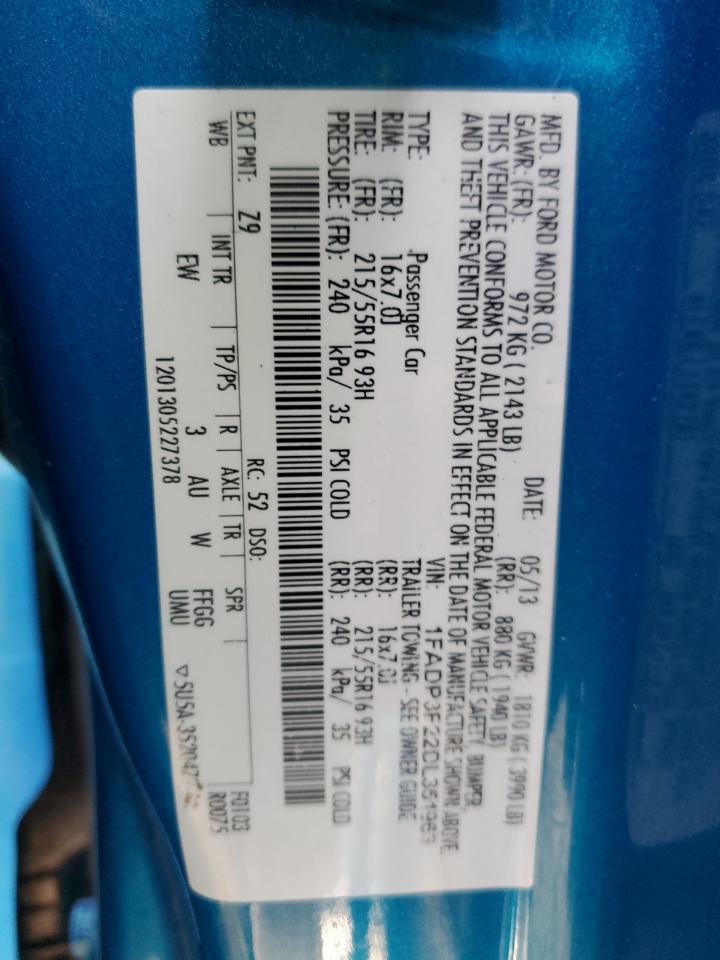 MFD. BY FORD MOTOR CO. DATE: 05/13 GVWR: 1810 KG ( 3990 LB)
GAWR: (FR): 972 KG ( 2143 LB) (RR): 880 KG ( 1940 LB)
THIS VEHICLE CONFORMS TO ALL APPLICABLE FEDERAL MOTOR VEHICLE SAFETY, BUMPER,
AND THEFT PREVENTION STANDARDS IN EFFECT ON THE DATE OF MANUFACTURE SHOWN ABOVE.
VIN: 1FADP3F22DL351963
TYPE: Passenger Car TRAILER TOWING - SEE OWNER GUIDE
RIM: (FR): 16x7.0J (RR): 16x7.0J
TIRE: (FR): 215/55R16 93H (RR): 215/55R16 93H
PRESSURE: (FR): 240 kPa/ 35 PSI COLD (RR): 240 kPa/ 35 PSI COLD
EXT PNT: Z9 RC: 52 DSO: F0103
WB INT TR TP/PS R AXLE TR SPR R0075
EW 3 AU W FFGG
UMU
1201305227378